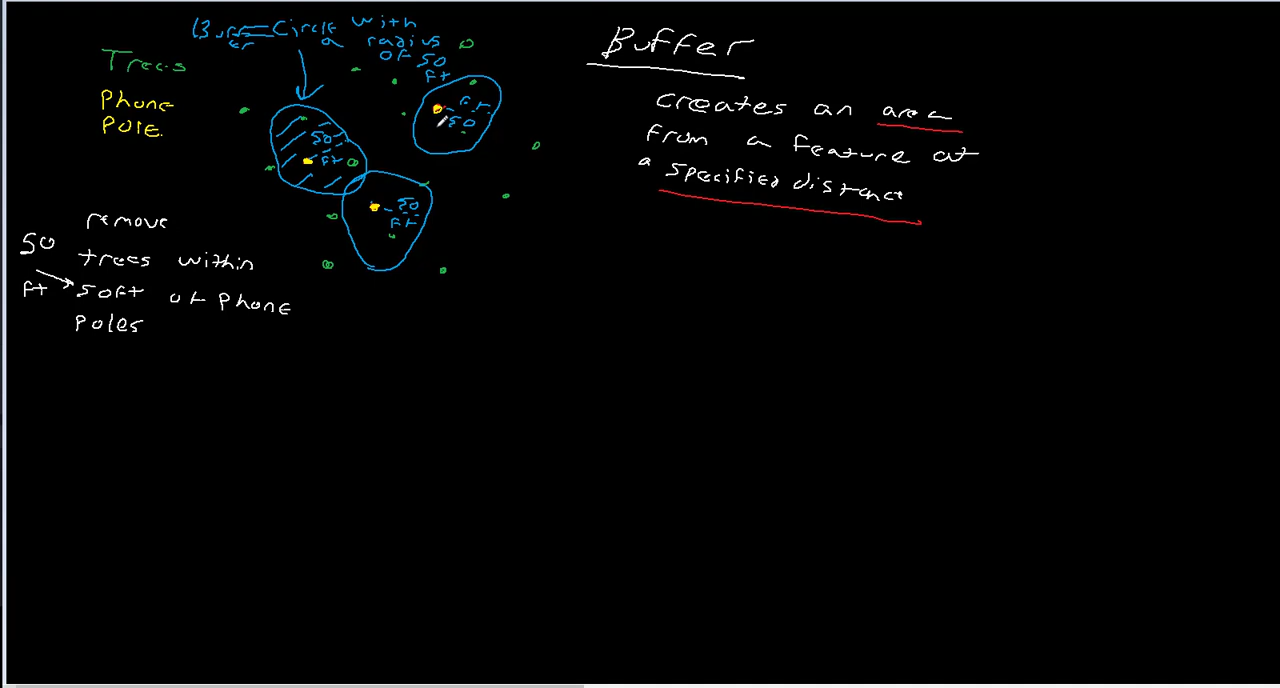 Buffer = Circle with
a radius
of 50
ft
Trees
Phone
Pole
50
ft
ft
50
50
ft
remove
50 trees within
ft 50ft of phone
poles
Buffer
creates an area
from a feature at
a specified distance